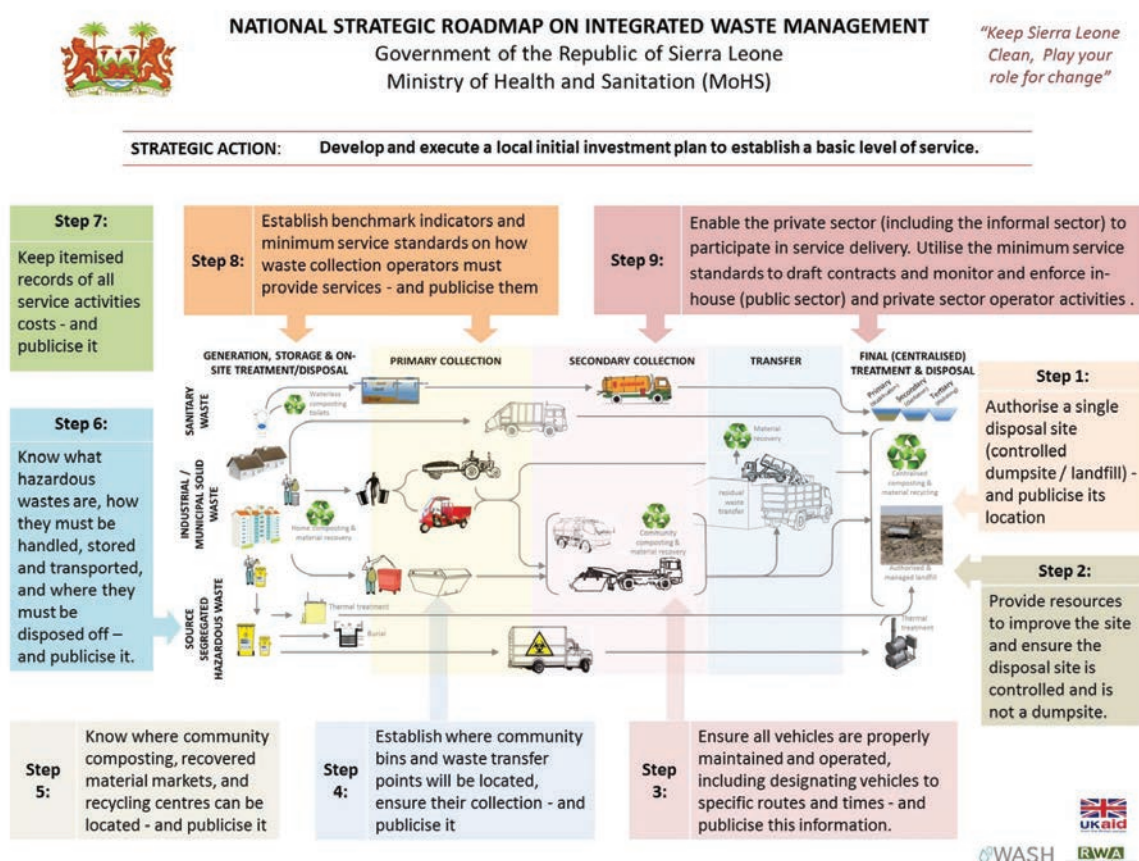 NATIONAL STRATEGIC ROADMAP ON INTEGRATED WASTE MANAGEMENT
Government of the Republic of Sierra Leone
Ministry of Health and Sanitation (MoHS)
“Keep Sierra Leone
Clean, Play your
role for change”
STRATEGIC ACTION: Develop and execute a local initial investment plan to establish a basic level of service.
Step 7:
Keep itemised
records of all
service activities
costs - and
publicise it
Step 8:
Establish benchmark indicators and
minimum service standards on how
waste collection operators must
provide services - and publicise them
Step 9:
Enable the private sector (including the informal sector) to
participate in service delivery. Utilise the minimum service
standards to draft contracts and monitor and enforce in-
house (public sector) and private sector operator activities .
GENERATION, STORAGE & ON-
SITE TREATMENT/DISPOSAL
PRIMARY COLLECTION
SECONDARY COLLECTION
TRANSFER
FINAL (CENTRALISED)
TREATMENT & DISPOSAL
SANITARY
WASTE
Waterless
composting
toilets
Primary
Secondary
Tertiary
Material
recovery
INDUSTRIAL /
MUNICIPAL SOLID
WASTE
Home composting &
material recovery
Community
composting &
material recovery
residual
waste
transfer
Centralised
composting &
material recycling
Authorised &
managed landfill
SOURCE
SEGREGATED
HAZARDOUS WASTE
Thermal treatment
Burial
Thermal
treatment
Step 1:
Authorise a single
disposal site
(controlled
dumpsite / landfill) -
and publicise its
location
Step 2:
Provide resources
to improve the site
and ensure the
disposal site is
controlled and is
not a dumpsite.
Step 6:
Know what
hazardous
wastes are, how
they must be
handled, stored
and transported,
and where they
must be
disposed off –
and publicise it.
Step
5:
Know where community
composting, recovered
material markets, and
recycling centres can be
located - and publicise it
Step
4:
Establish where community
bins and waste transfer
points will be located,
ensure their collection - and
publicise it
Step
3:
Ensure all vehicles are properly
maintained and operated,
including designating vehicles to
specific routes and times - and
publicise this information.
UKaid
WASH
RWA